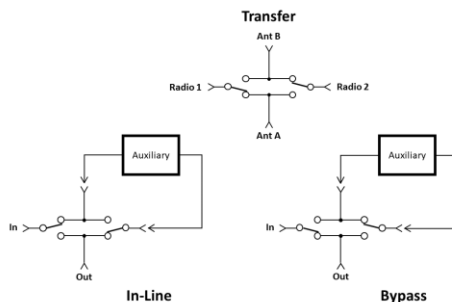 Transfer
Ant B
Radio 1
Radio 2
Ant A
Auxiliary
Auxiliary
In
In
Out
Out
In-Line
Bypass